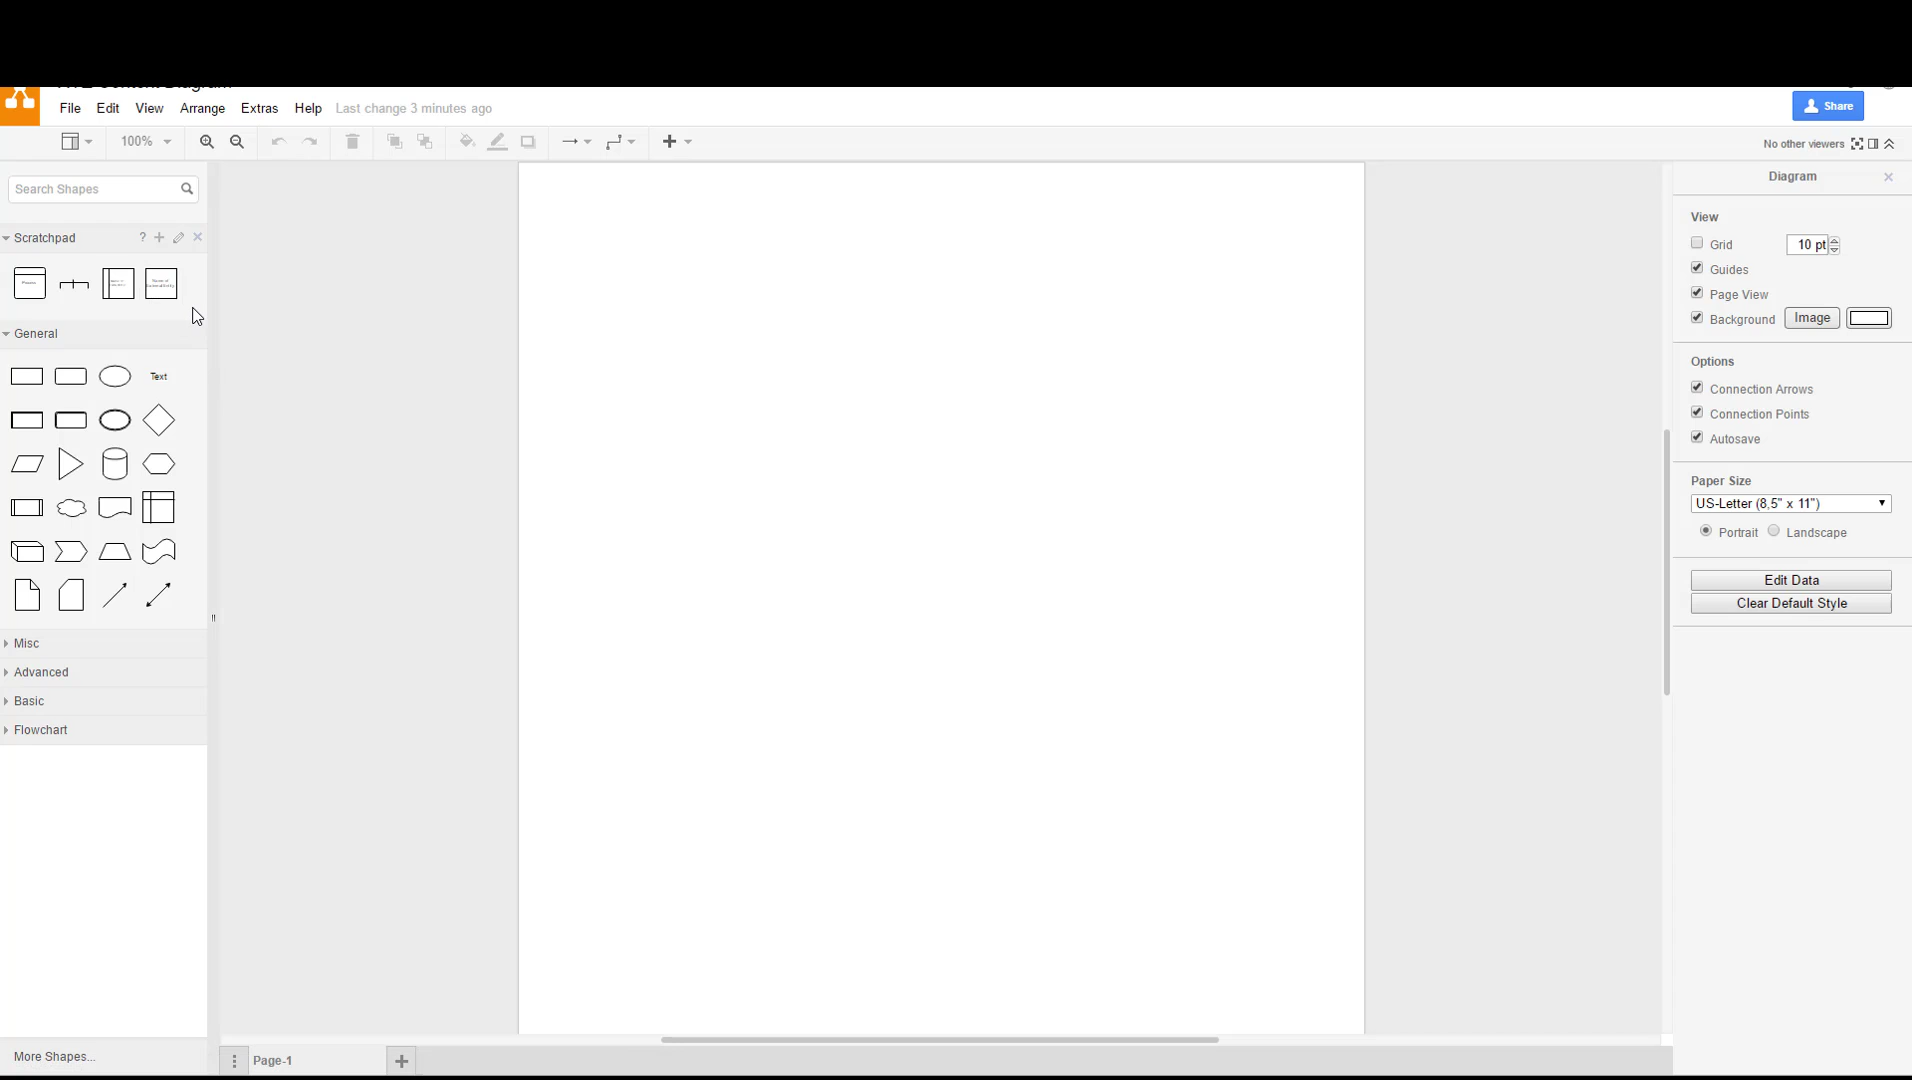 File Edit View Arrange Extras Help Last change 3 minutes ago
Share
100%
No other viewers
Search Shapes
Diagram
View
Scratchpad ?
Grid 10 pt
Guides
Page View
Background Image
General
Options
Text
Connection Arrows
Connection Points
Autosave
Paper Size
US-Letter (8,5" x 11")
Portrait Landscape
Edit Data
Clear Default Style
Misc
Advanced
Basic
Flowchart
More Shapes...
Page-1